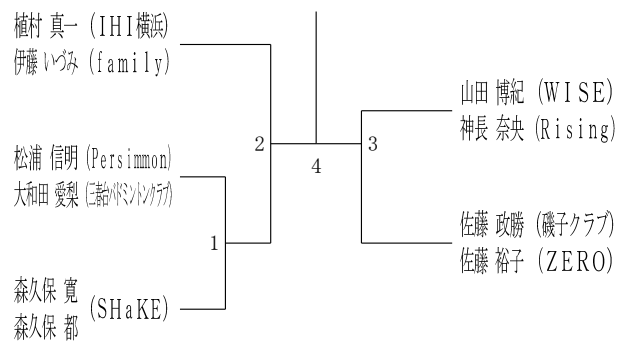 植村 真一 (IHI横浜)
伊藤 いづみ (family)
2
松浦 信明 (Persimmon)
大和田 愛梨 (三春台バドミントンクラブ)
1
森久保 寛
森久保 都
(SHaKE)
4
山田 博紀 (WISE)
神長 奈央 (Rising)
3
佐藤 政勝 (磯子クラブ)
佐藤 裕子 (ZERO)